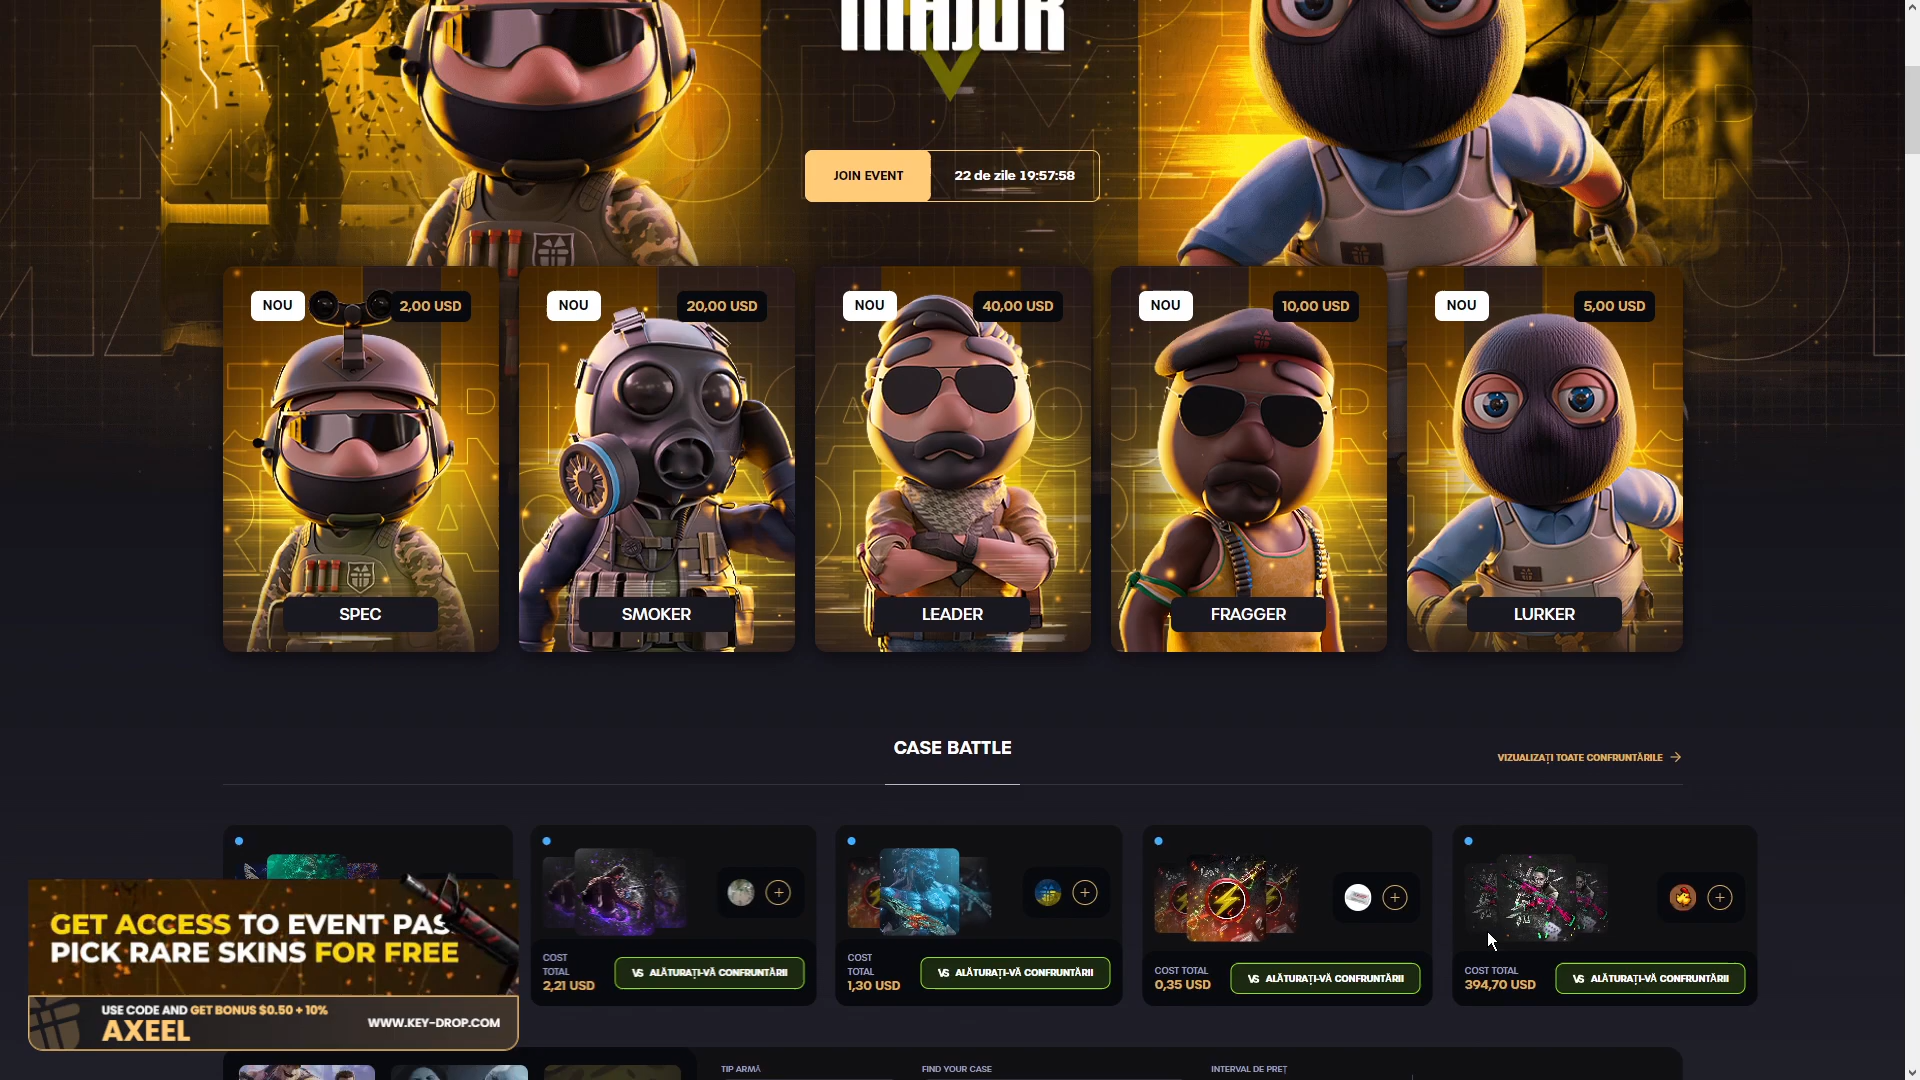 MAJOR
JOIN EVENT
22 de zile 19:57:58
NOU
2,00 USD
NOU
20,00 USD
NOU
40,00 USD
NOU
10,00 USD
NOU
5,00 USD
SPEC
SMOKER
LEADER
FRAGGER
LURKER
CASE BATTLE
VIZUALIZAȚI TOATE CONFRUNTĂRILE
COST
TOTAL
2,21 USD
VS ALĂTURAȚI-VĂ CONFRUNTĂRII
COST
TOTAL
1,30 USD
VS ALĂTURAȚI-VĂ CONFRUNTĂRII
COST TOTAL
0,35 USD
VS ALĂTURAȚI-VĂ CONFRUNTĂRII
COST TOTAL
394,70 USD
VS ALĂTURAȚI-VĂ CONFRUNTĂRII
GET ACCESS TO EVENT PAS
PICK RARE SKINS FOR FREE
USE CODE AND GET BONUS $0.50 + 10%
AXEEL
WWW.KEY-DROP.COM
TIP ARMĂ
FIND YOUR CASE
INTERVAL DE PREȚ